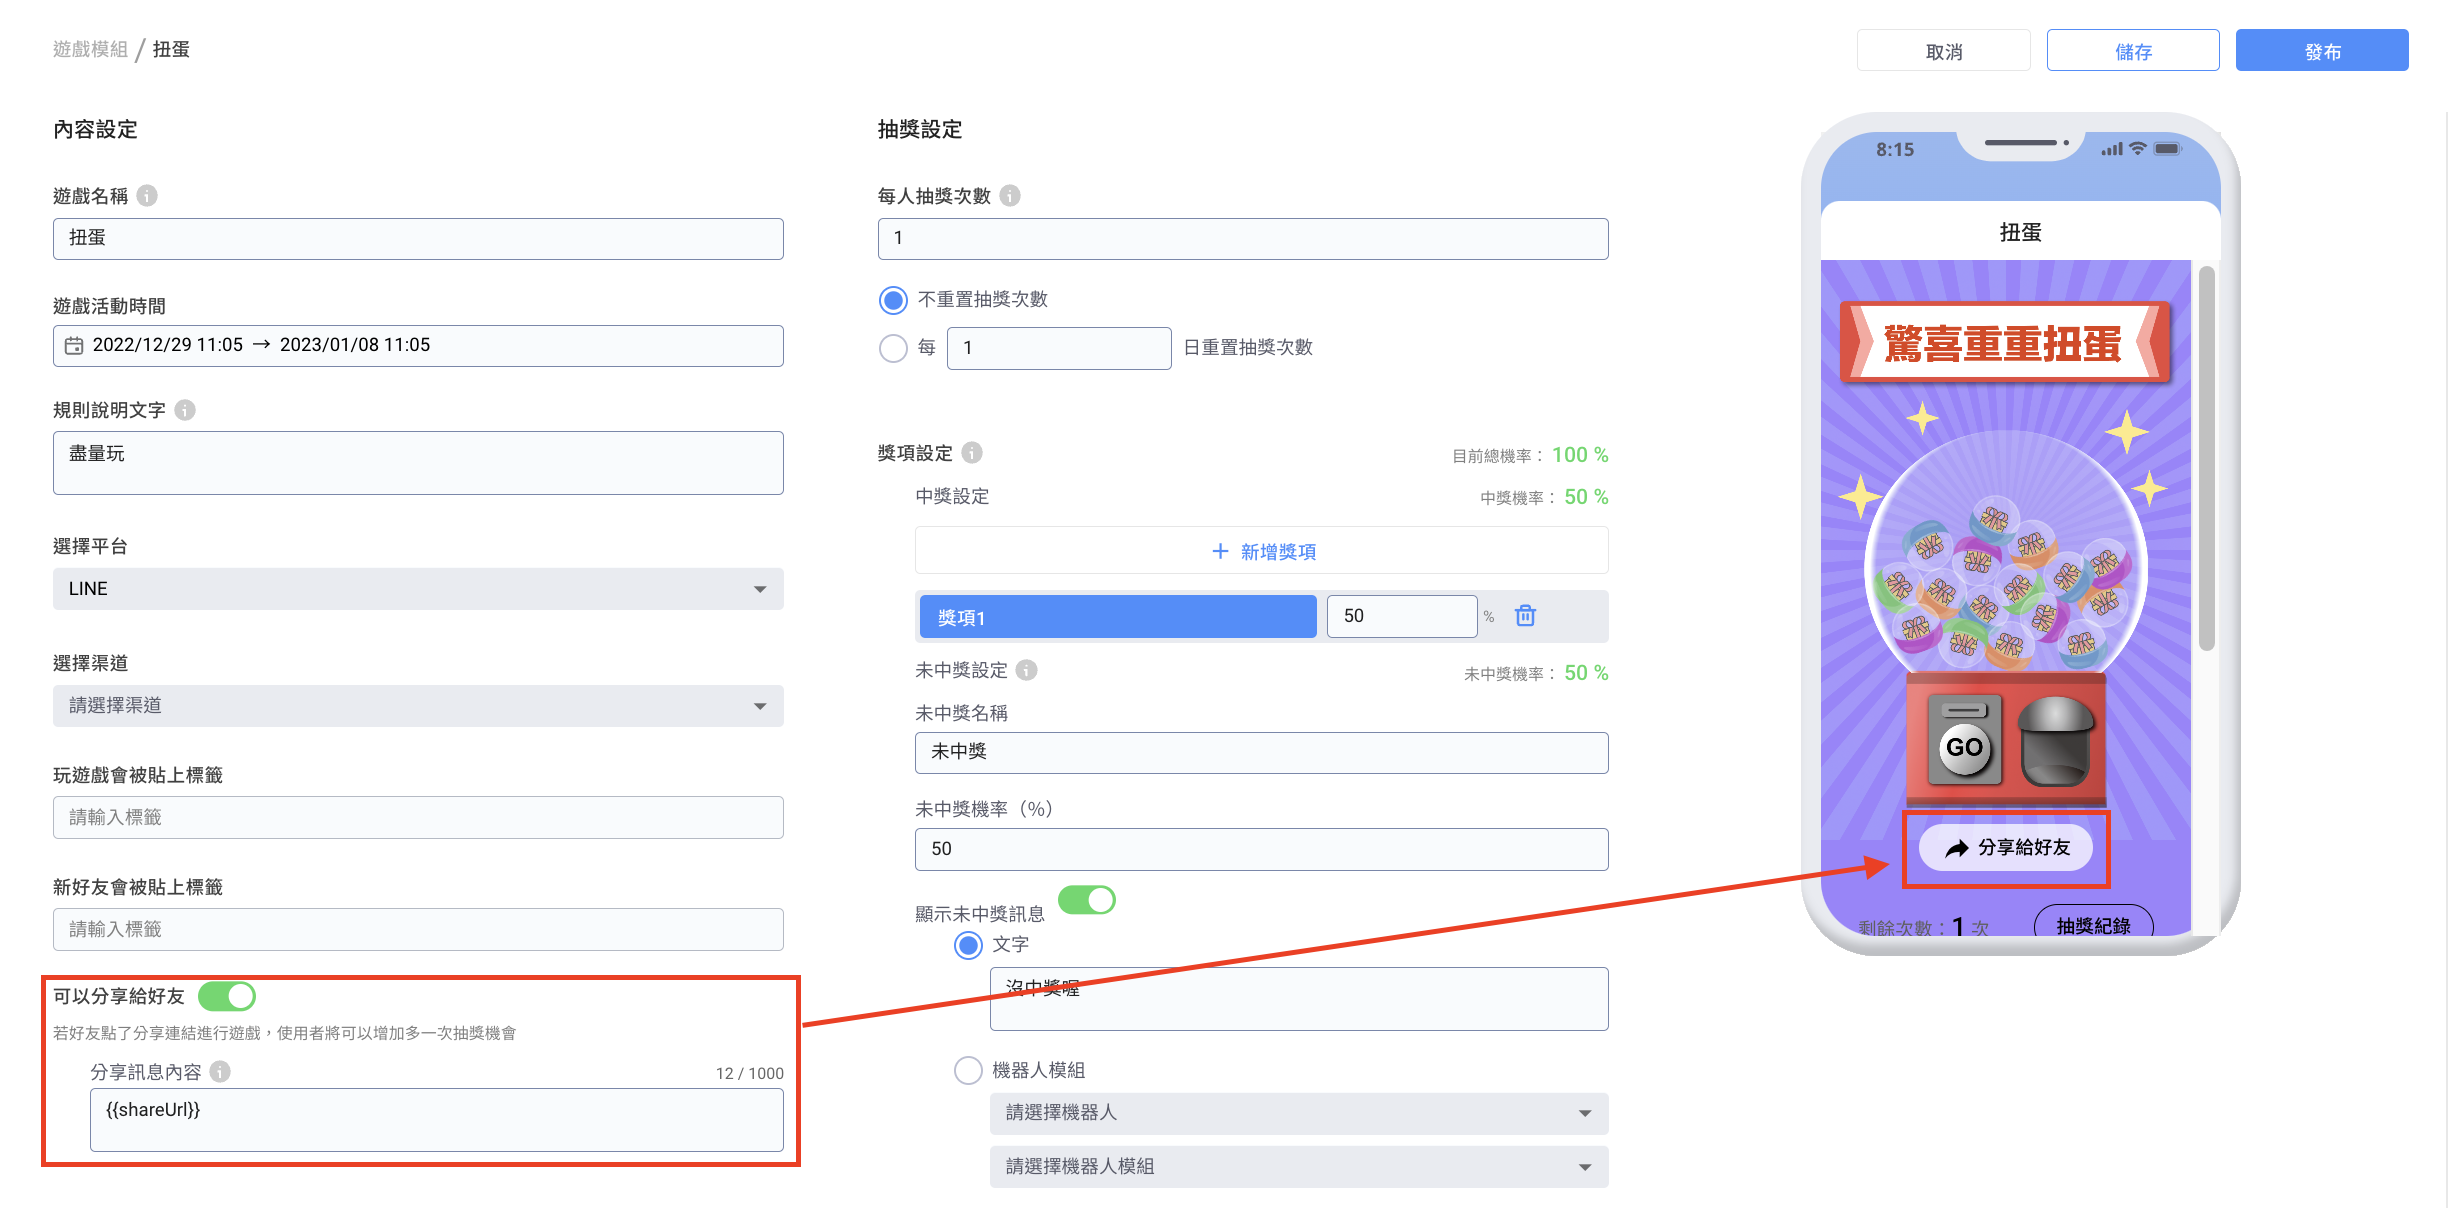 遊戲模組 / 扭蛋
取消
儲存
發布
內容設定
遊戲名稱
扭蛋
遊戲活動時間
2022/12/29 11:05 → 2023/01/08 11:05
規則說明文字
盡量玩
選擇平台
LINE
選擇渠道
請選擇渠道
玩遊戲會被貼上標籤
請輸入標籤
新好友會被貼上標籤
請輸入標籤
可以分享給好友
若好友點了分享連結進行遊戲，使用者將可以增加多一次抽獎機會
分享訊息內容
12 / 1000
{{shareUrl}}
抽獎設定
每人抽獎次數
1
不重置抽獎次數
每 1 日重置抽獎次數
獎項設定
目前總機率： 100 %
中獎設定
中獎機率： 50 %
+ 新增獎項
獎項1 50 %
未中獎設定
未中獎機率： 50 %
未中獎名稱
未中獎
未中獎機率（%）
50
顯示未中獎訊息
文字
沒中獎喔
機器人模組
請選擇機器人
請選擇機器人模組
8:15
扭蛋
驚喜重重扭蛋
GO
分享給好友
剩餘次數：1 次
抽獎紀錄